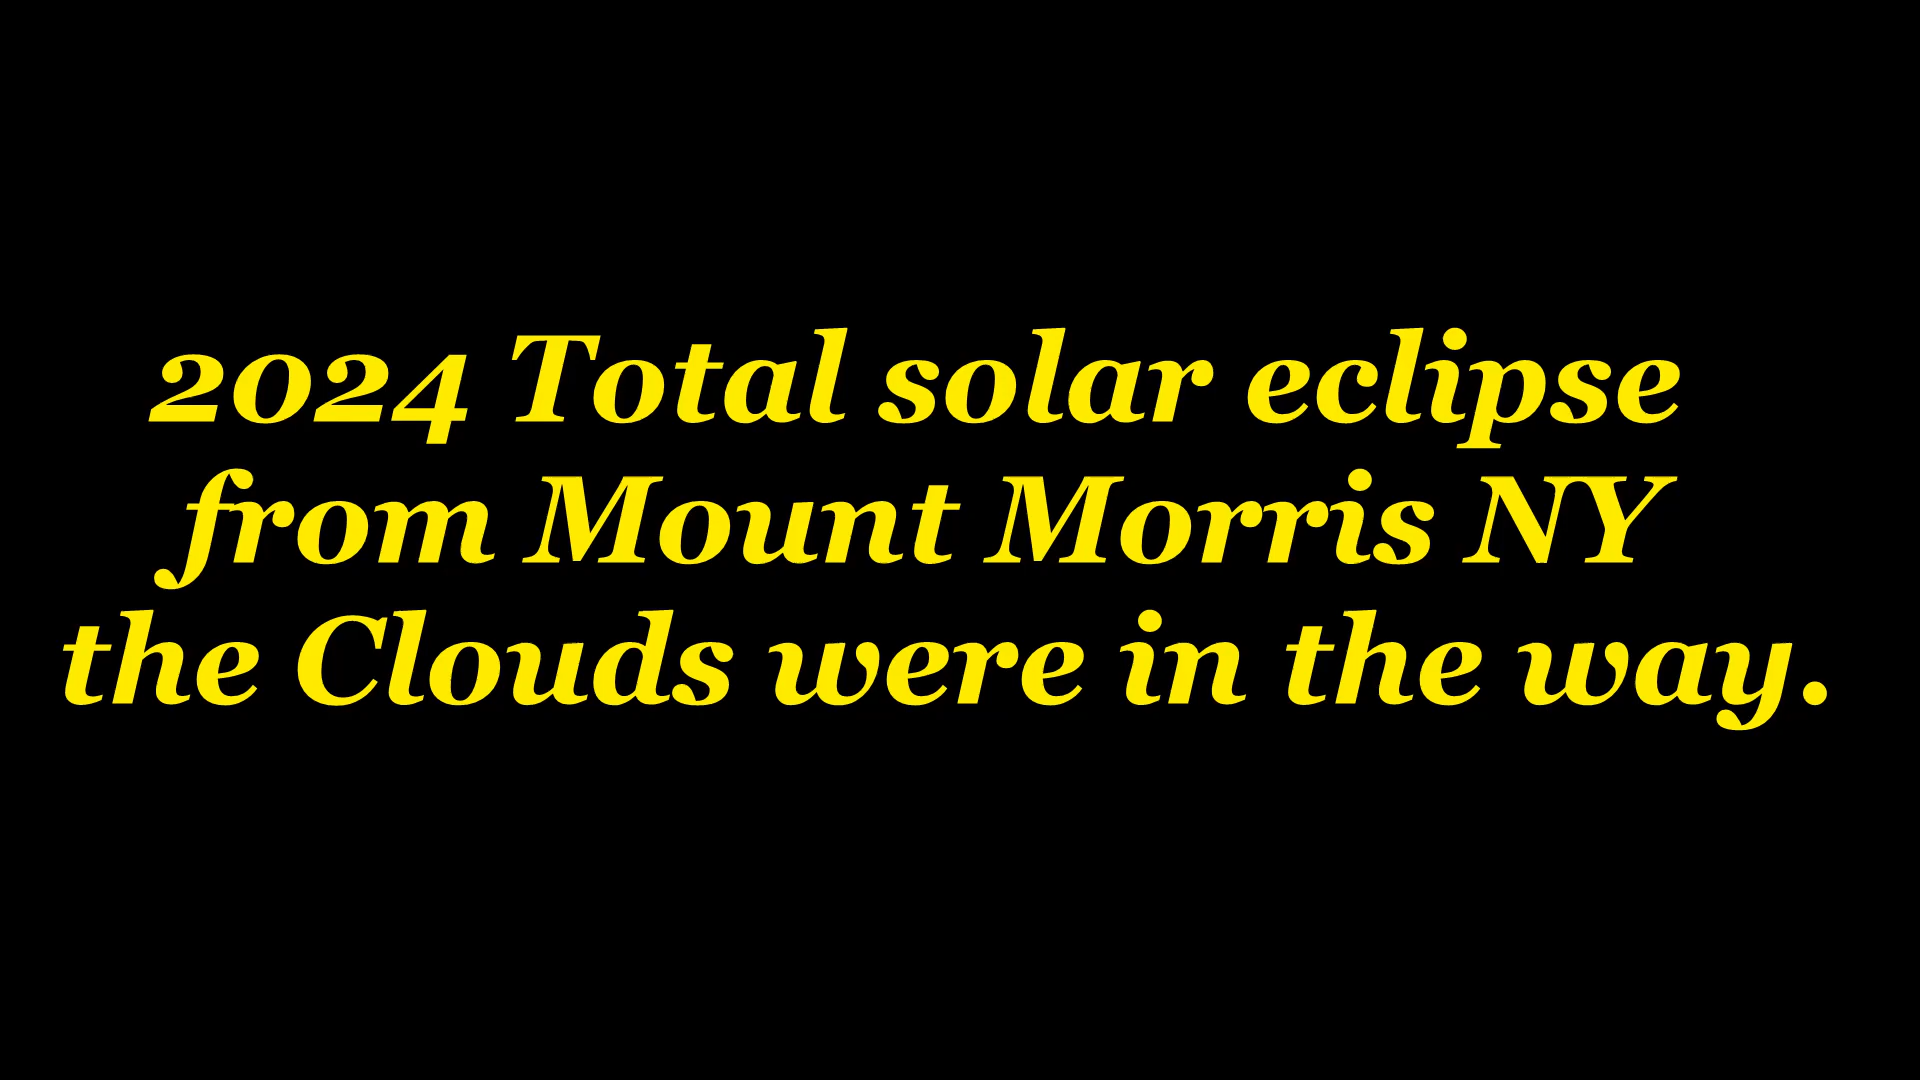 2024 Total solar eclipse
from Mount Morris NY
the Clouds were in the way.